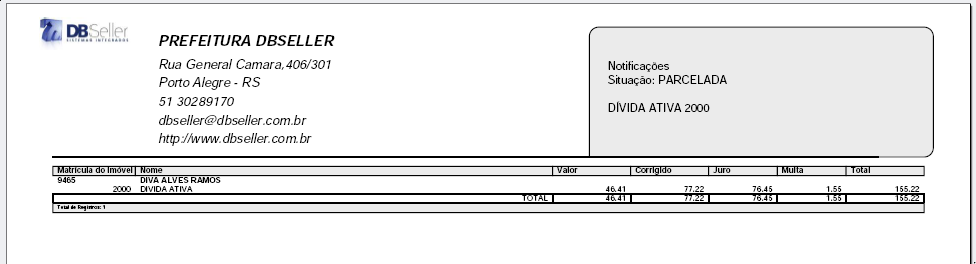 DBSeller
SISTEMAS INTEGRADOS
PREFEITURA DBSELLER
Rua General Camara,406/301
Porto Alegre - RS
51 30289170
dbseller@dbseller.com.br
http://www.dbseller.com.br
Notificações
Situação: PARCELADA
DÍVIDA ATIVA 2000
Matrícula do Imóvel Nome Valor Corrigido Juro Multa Total
9465 DIVA ALVES RAMOS
2000 DIVIDA ATIVA 46.41 77.22 76.45 1.55 155.22
TOTAL 46.41 77.22 76.45 1.55 155.22
Total de Registros: 1